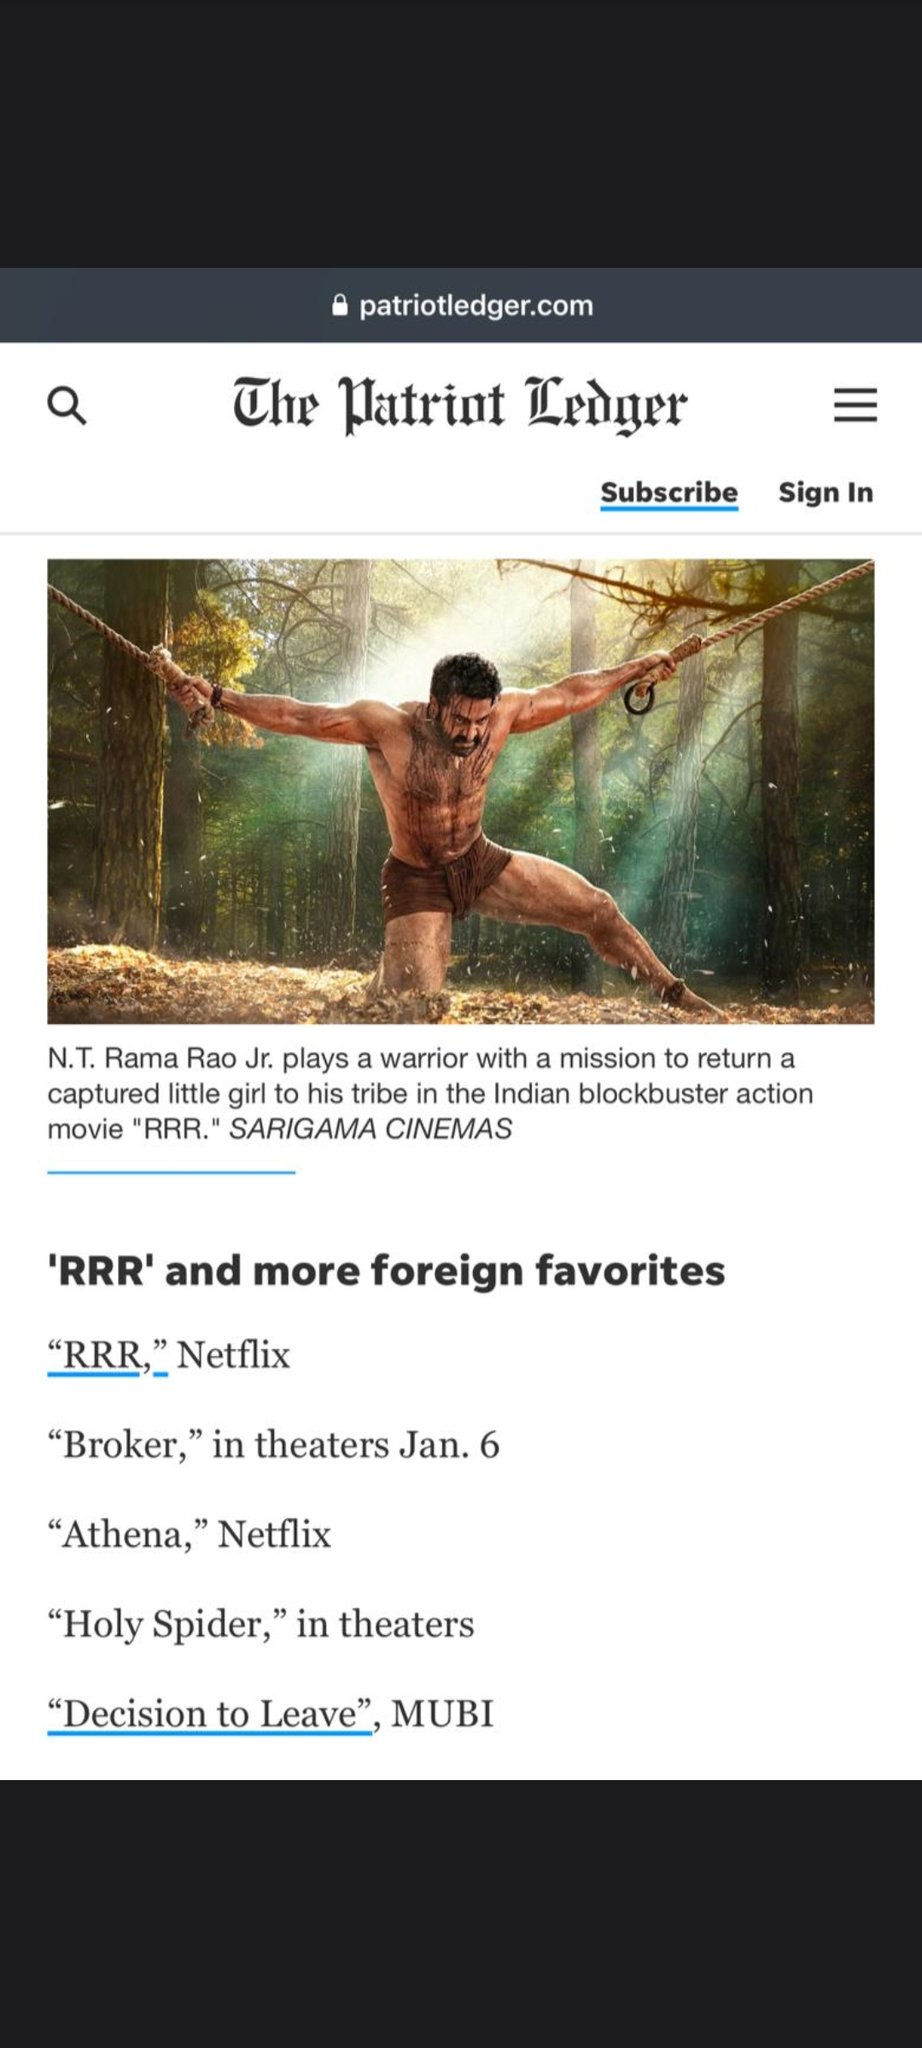 patriotledger.com
The Patriot Ledger
Subscribe Sign In
N.T. Rama Rao Jr. plays a warrior with a mission to return a
captured little girl to his tribe in the Indian blockbuster action
movie "RRR." SARIGAMA CINEMAS
'RRR' and more foreign favorites
“RRR,” Netflix
“Broker,” in theaters Jan. 6
“Athena,” Netflix
“Holy Spider,” in theaters
“Decision to Leave”, MUBI